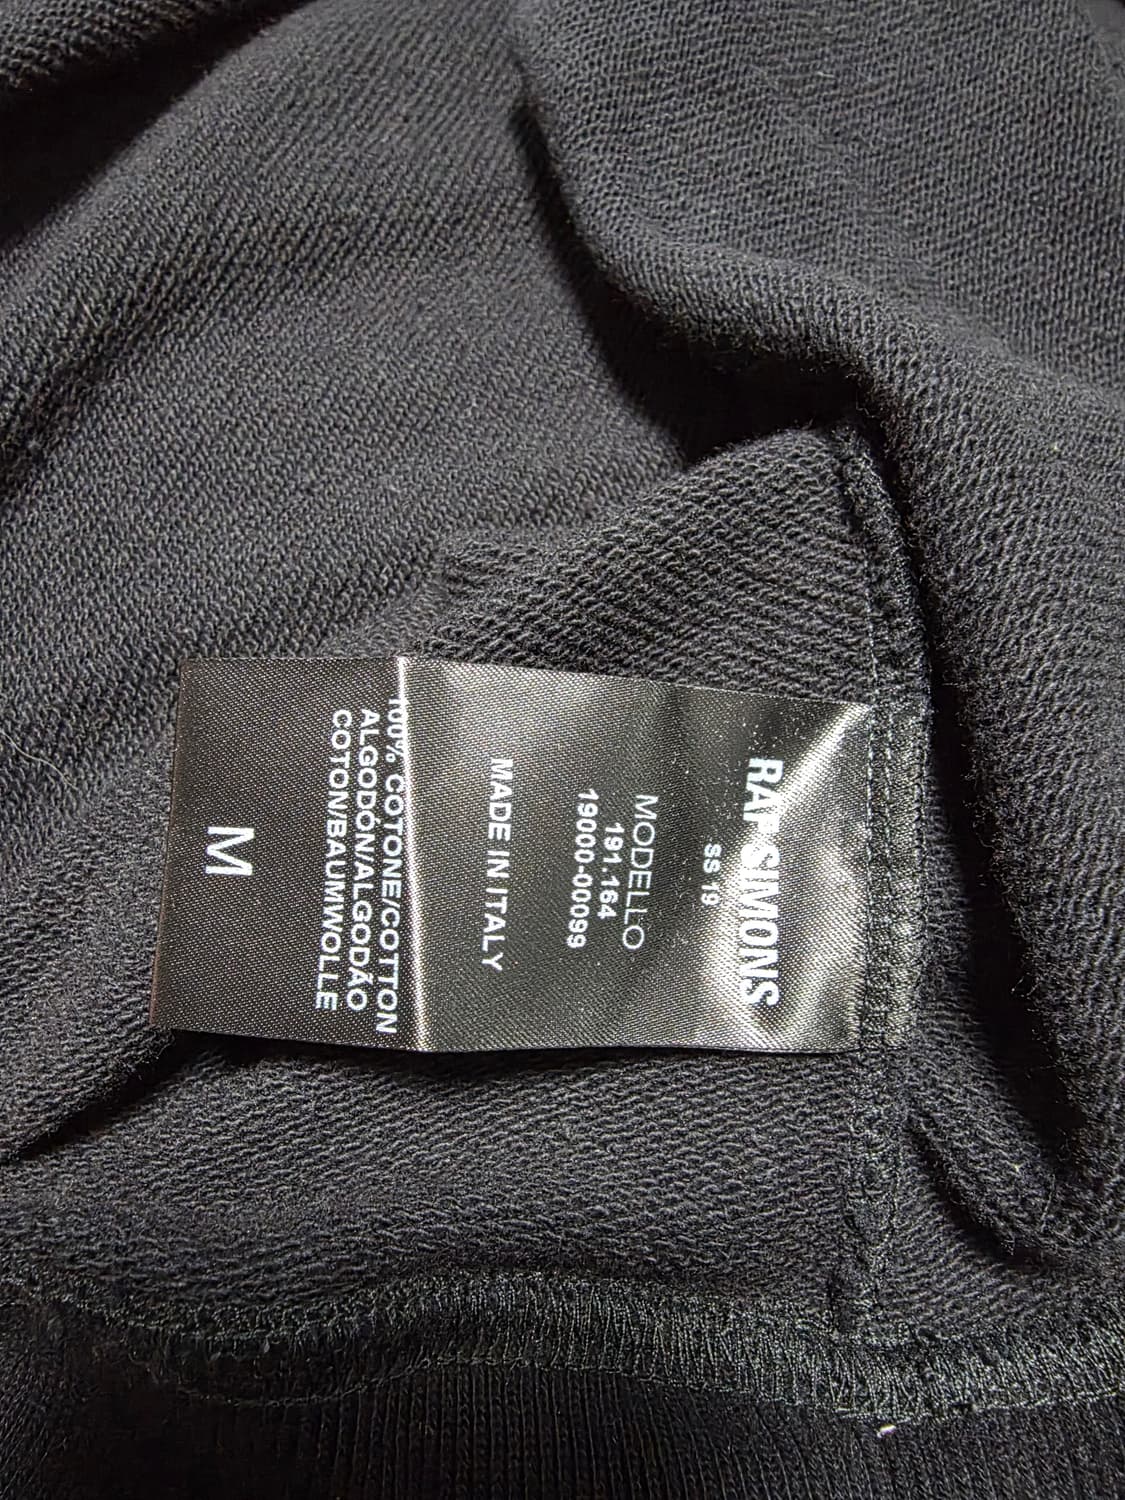 RAF SIMONS
SS 19
MODELLO
191.164
19000-00099
MADE IN ITALY
100% COTONE/COTTON
ALGODÓN/ALGODÃO
COTON/BAUMWOLLE
M